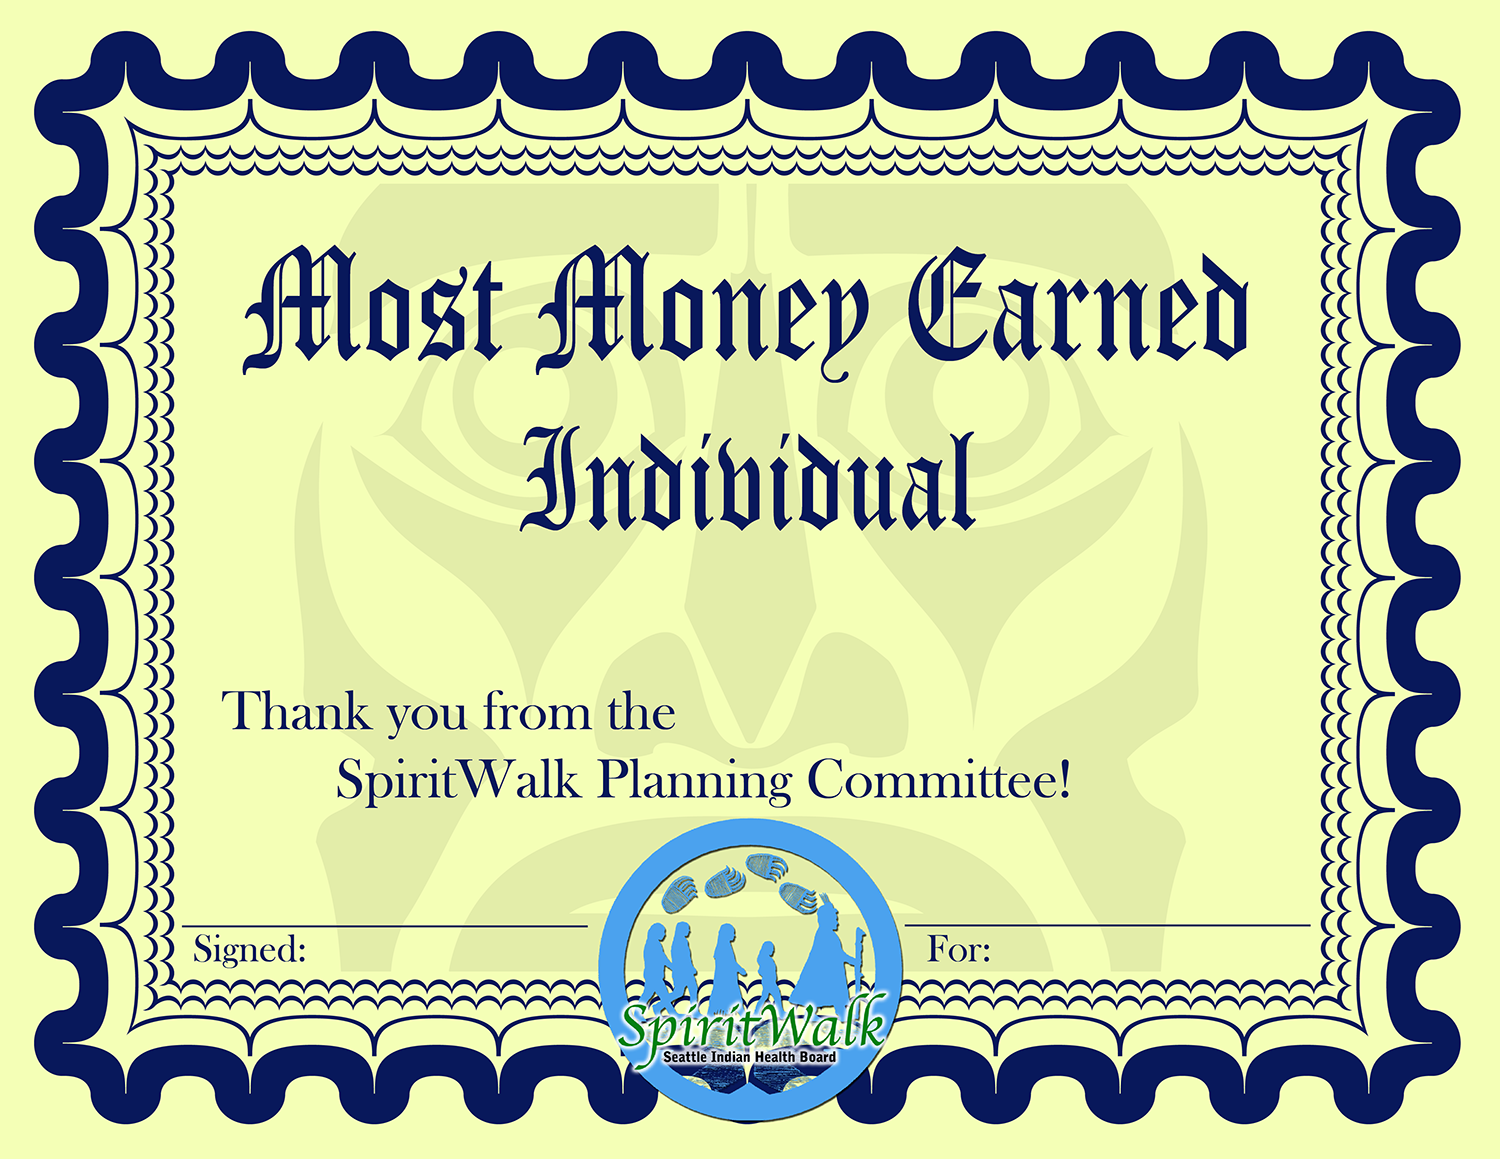 Most Money Earned
Individual
Thank you from the
SpiritWalk Planning Committee!
Signed:
For:
SpiritWalk
Seattle Indian Health Board